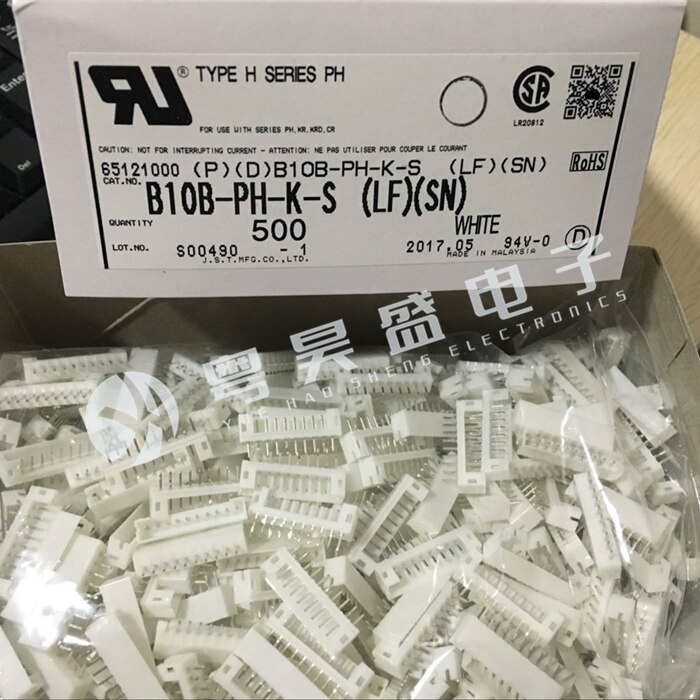 Enter
Del
® TYPE H SERIES PH
FOR USE WITH SERIES PH,KR,KRD,CR
LR20812
CAUTION: NOT FOR INTERRUPTING CURRENT - ATTENTION: NE PAS UTILISER POUR COUPER LE COURANT
65121000 (P)(D)B10B-PH-K-S (LF)(SN)
RoHS
CAT.NO. B10B-PH-K-S (LF)(SN)
QUANTITY 500 WHITE
LOT.NO. S00490 -1 2017.05 94V-0 D
J.S.T.MFG.CO.,LTD. MADE IN MALAYSIA
粤昊盛电子
YUE HAO SHENG ELECTRONICS